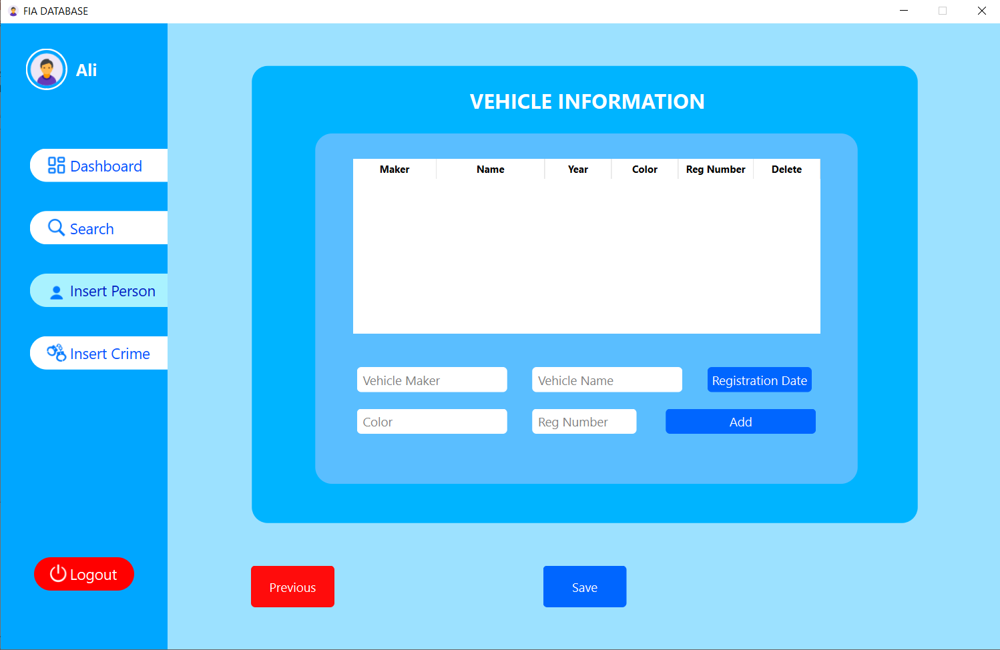 FIA DATABASE
Ali
Dashboard
Search
Insert Person
Insert Crime
Logout
VEHICLE INFORMATION
Maker Name Year Color Reg Number Delete
Vehicle Maker Vehicle Name Registration Date
Color Reg Number Add
Previous Save